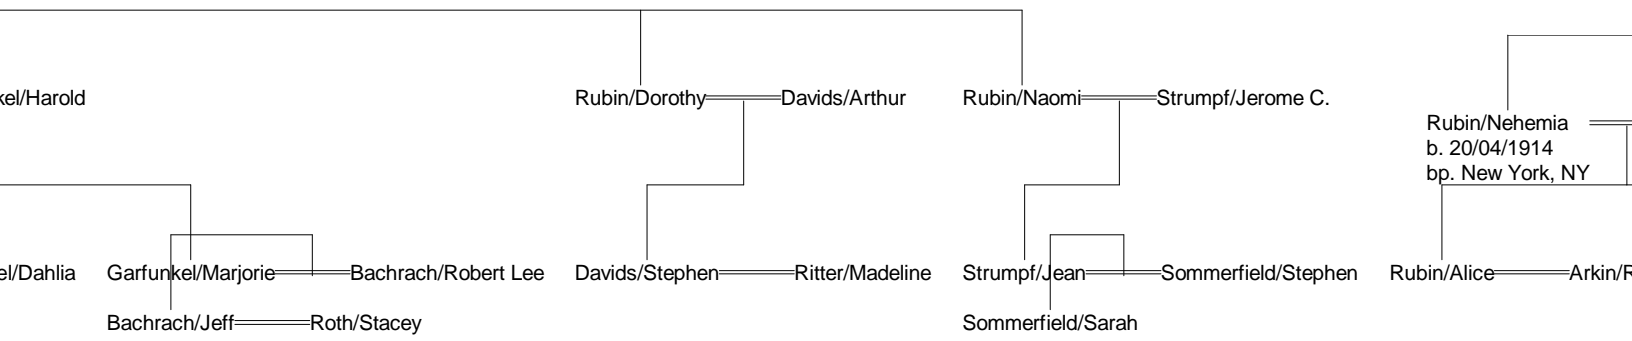 kel/Harold
Rubin/Dorothy Davids/Arthur
Rubin/Naomi Strumpf/Jerome C.
Rubin/Nehemia
b. 20/04/1914
bp. New York, NY
el/Dahlia
Garfunkel/Marjorie Bachrach/Robert Lee
Davids/Stephen Ritter/Madeline
Strumpf/Jean Sommerfield/Stephen
Rubin/Alice Arkin/R
Bachrach/Jeff Roth/Stacey
Sommerfield/Sarah